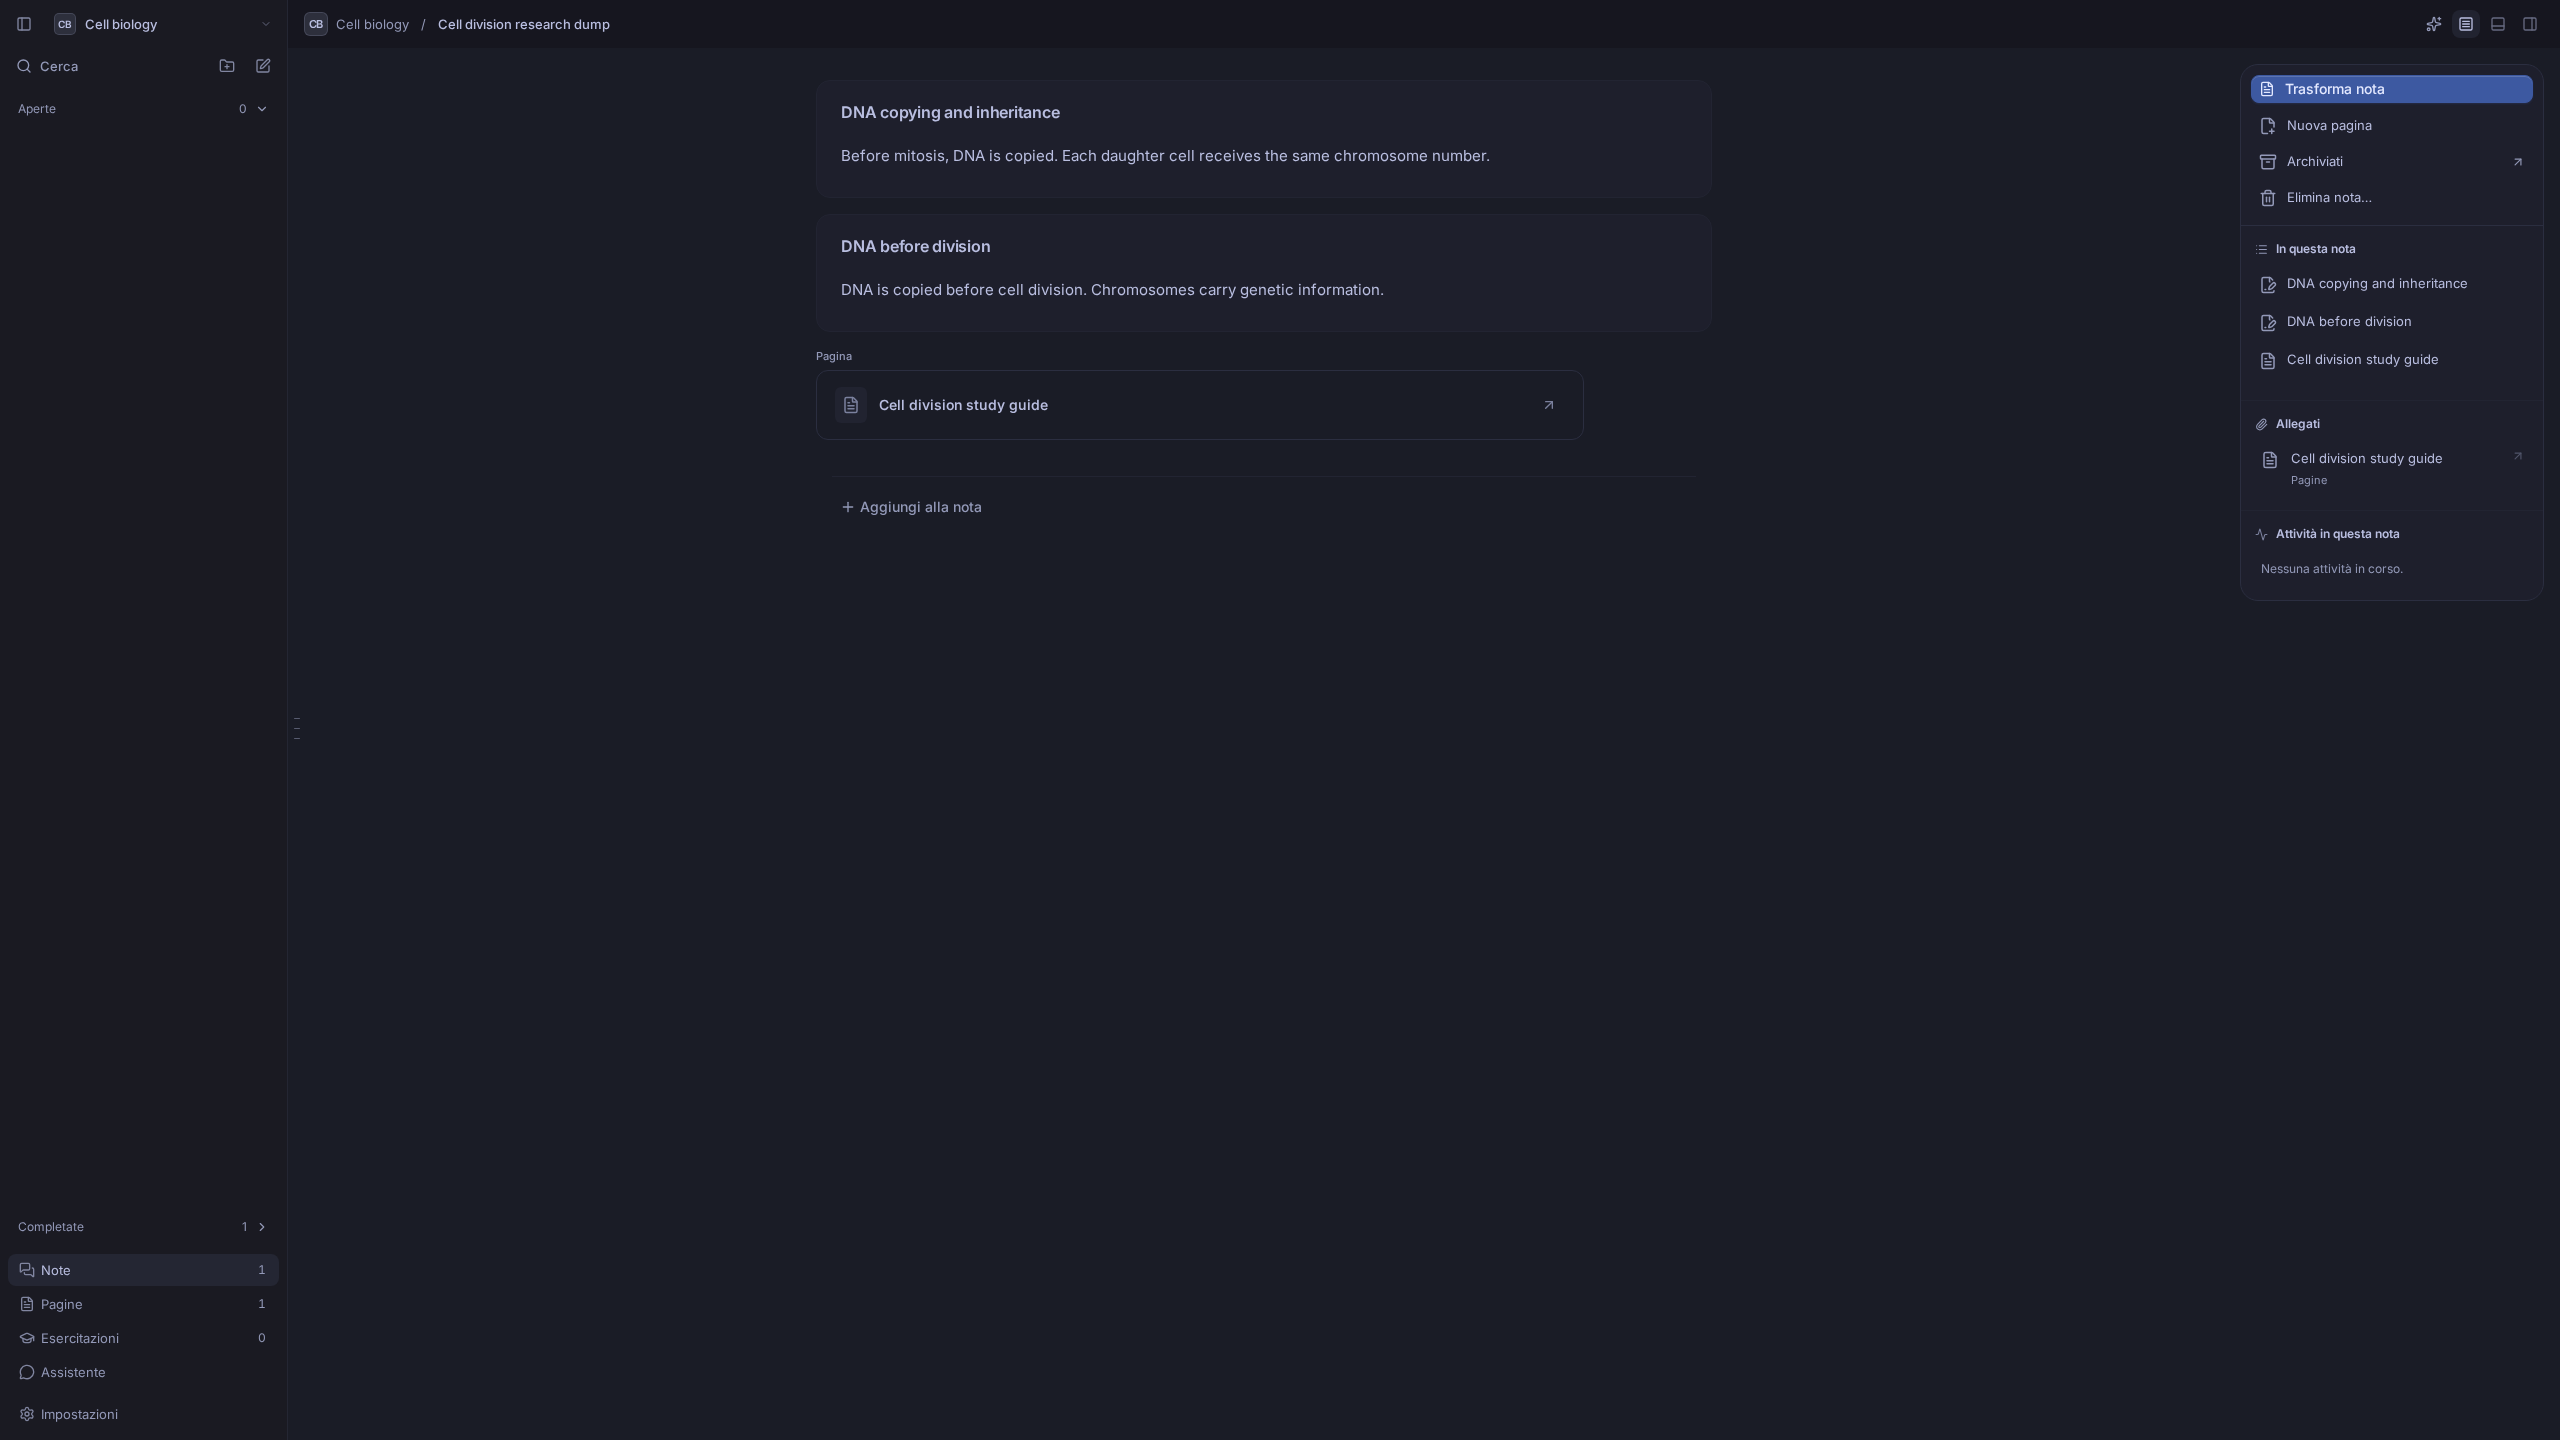 CB Cell biology
Cerca
Aperte 0
Completate 1
Note 1
Pagine 1
Esercitazioni 0
Assistente
Impostazioni
CB Cell biology / Cell division research dump
DNA copying and inheritance
Before mitosis, DNA is copied. Each daughter cell receives the same chromosome number.
DNA before division
DNA is copied before cell division. Chromosomes carry genetic information.
Pagina
Cell division study guide
+ Aggiungi alla nota
Trasforma nota
Nuova pagina
Archiviati
Elimina nota...
In questa nota
DNA copying and inheritance
DNA before division
Cell division study guide
Allegati
Cell division study guide
Pagine
Attività in questa nota
Nessuna attività in corso.